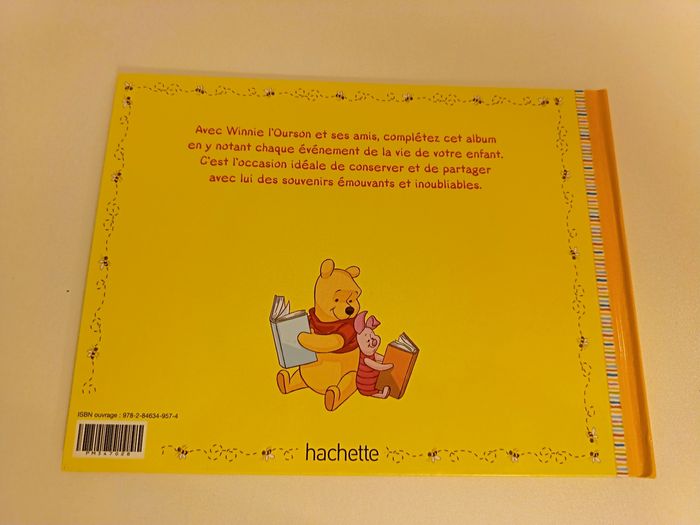 Avec Winnie l'Ourson et ses amis, complétez cet album
en y notant chaque événement de la vie de votre enfant.
C'est l'occasion idéale de conserver et de partager
avec lui des souvenirs émouvants et inoubliables.
ISBN ouvrage : 978-2-84634-957-4
PM347028
hachette